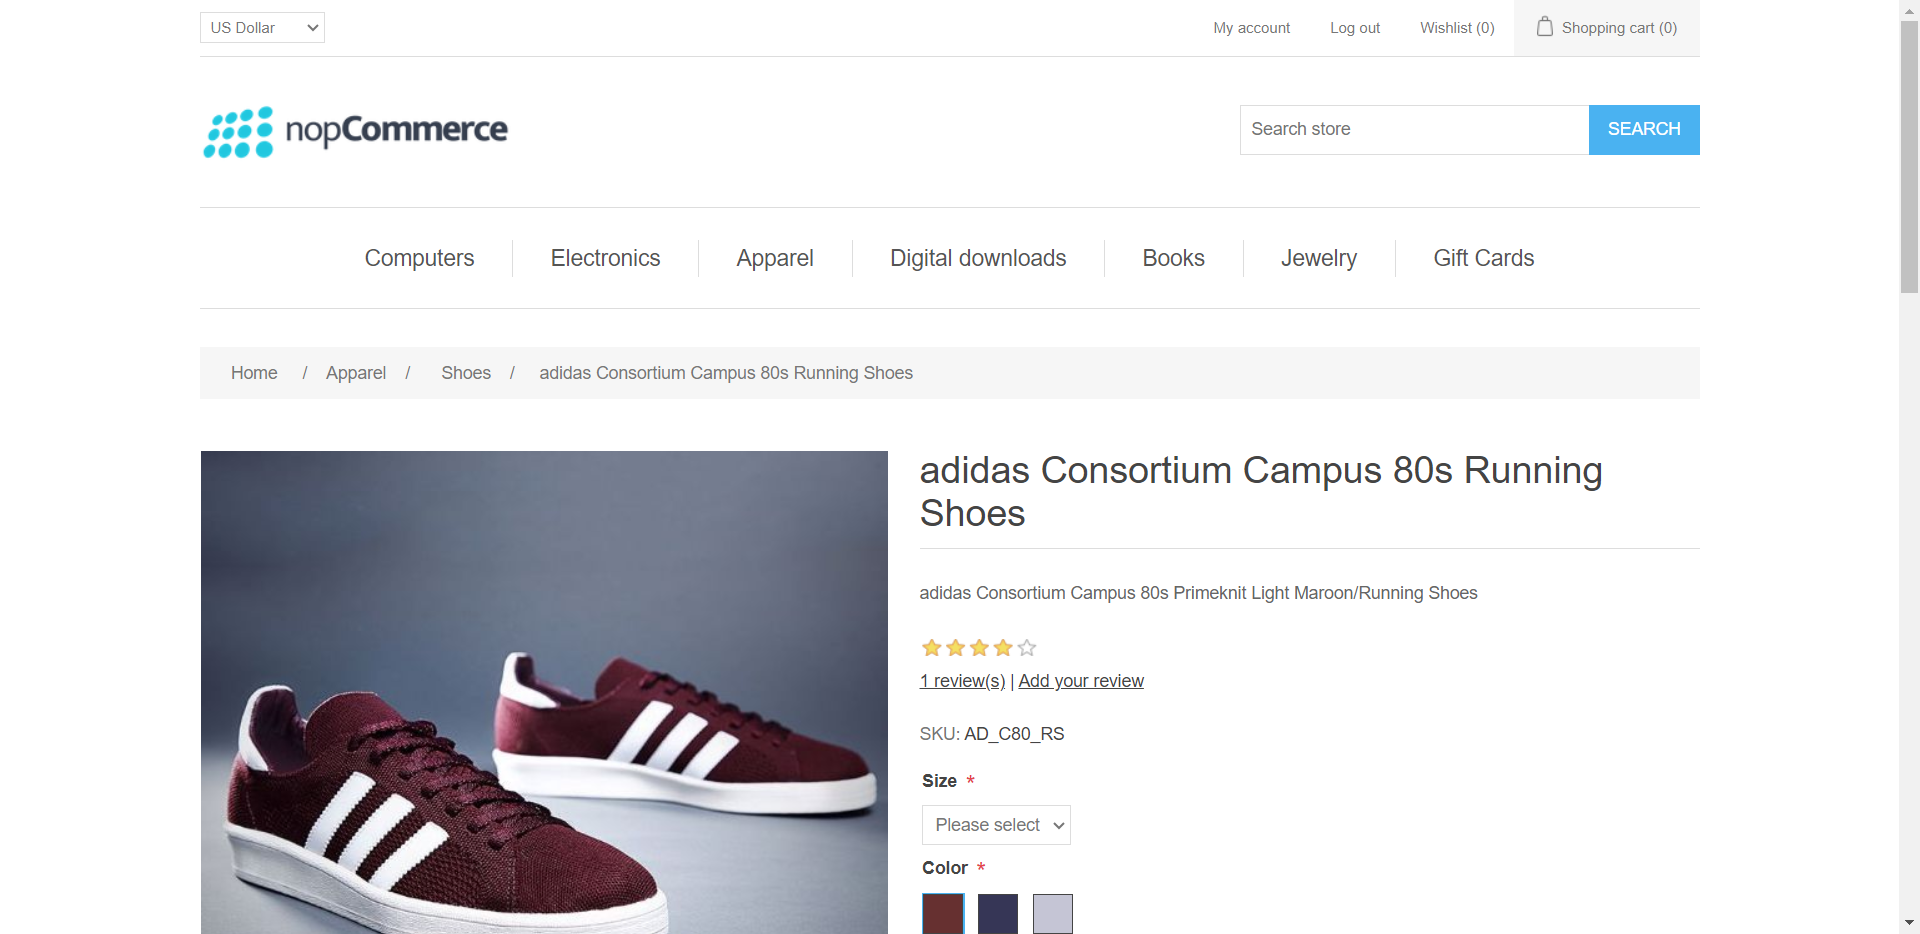 US Dollar
My account
Log out
Wishlist (0)
Shopping cart (0)
nopCommerce
Search store
SEARCH
Computers
Electronics
Apparel
Digital downloads
Books
Jewelry
Gift Cards
Home / Apparel / Shoes / adidas Consortium Campus 80s Running Shoes
adidas Consortium Campus 80s Running
Shoes
adidas Consortium Campus 80s Primeknit Light Maroon/Running Shoes
1 review(s) | Add your review
SKU: AD_C80_RS
Size *
Please select
Color *